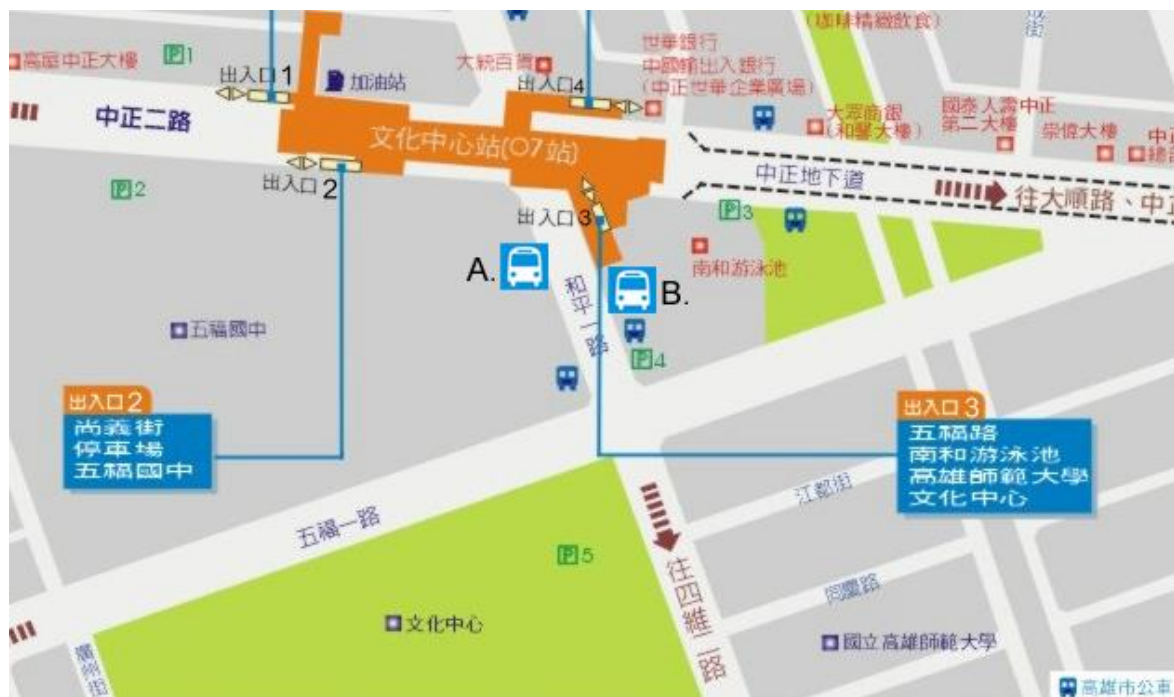 (咖啡精緻飲食)
世華銀行
中國輸出入銀行
(中正世華企業廣場)
高雄中正大樓
P1
出入口1
加油站
大統百貨
出入口4
中正二路
文化中心站(O7站)
大眾商銀
(和馨大樓)
國泰人壽中正
第二大樓
崇偉大樓
出入口2
P2
中正地下道
往大順路、中正
出入口3
P3
南和游泳池
A.
B.
和平一路
五福國中
P4
出入口2
尚義街
停車場
五福國中
出入口3
五福路
南和游泳池
高雄師範大學
文化中心
江都街
五福一路
P5
往四維二路
同慶路
文化中心
國立高雄師範大學
廣州街
高雄市公車